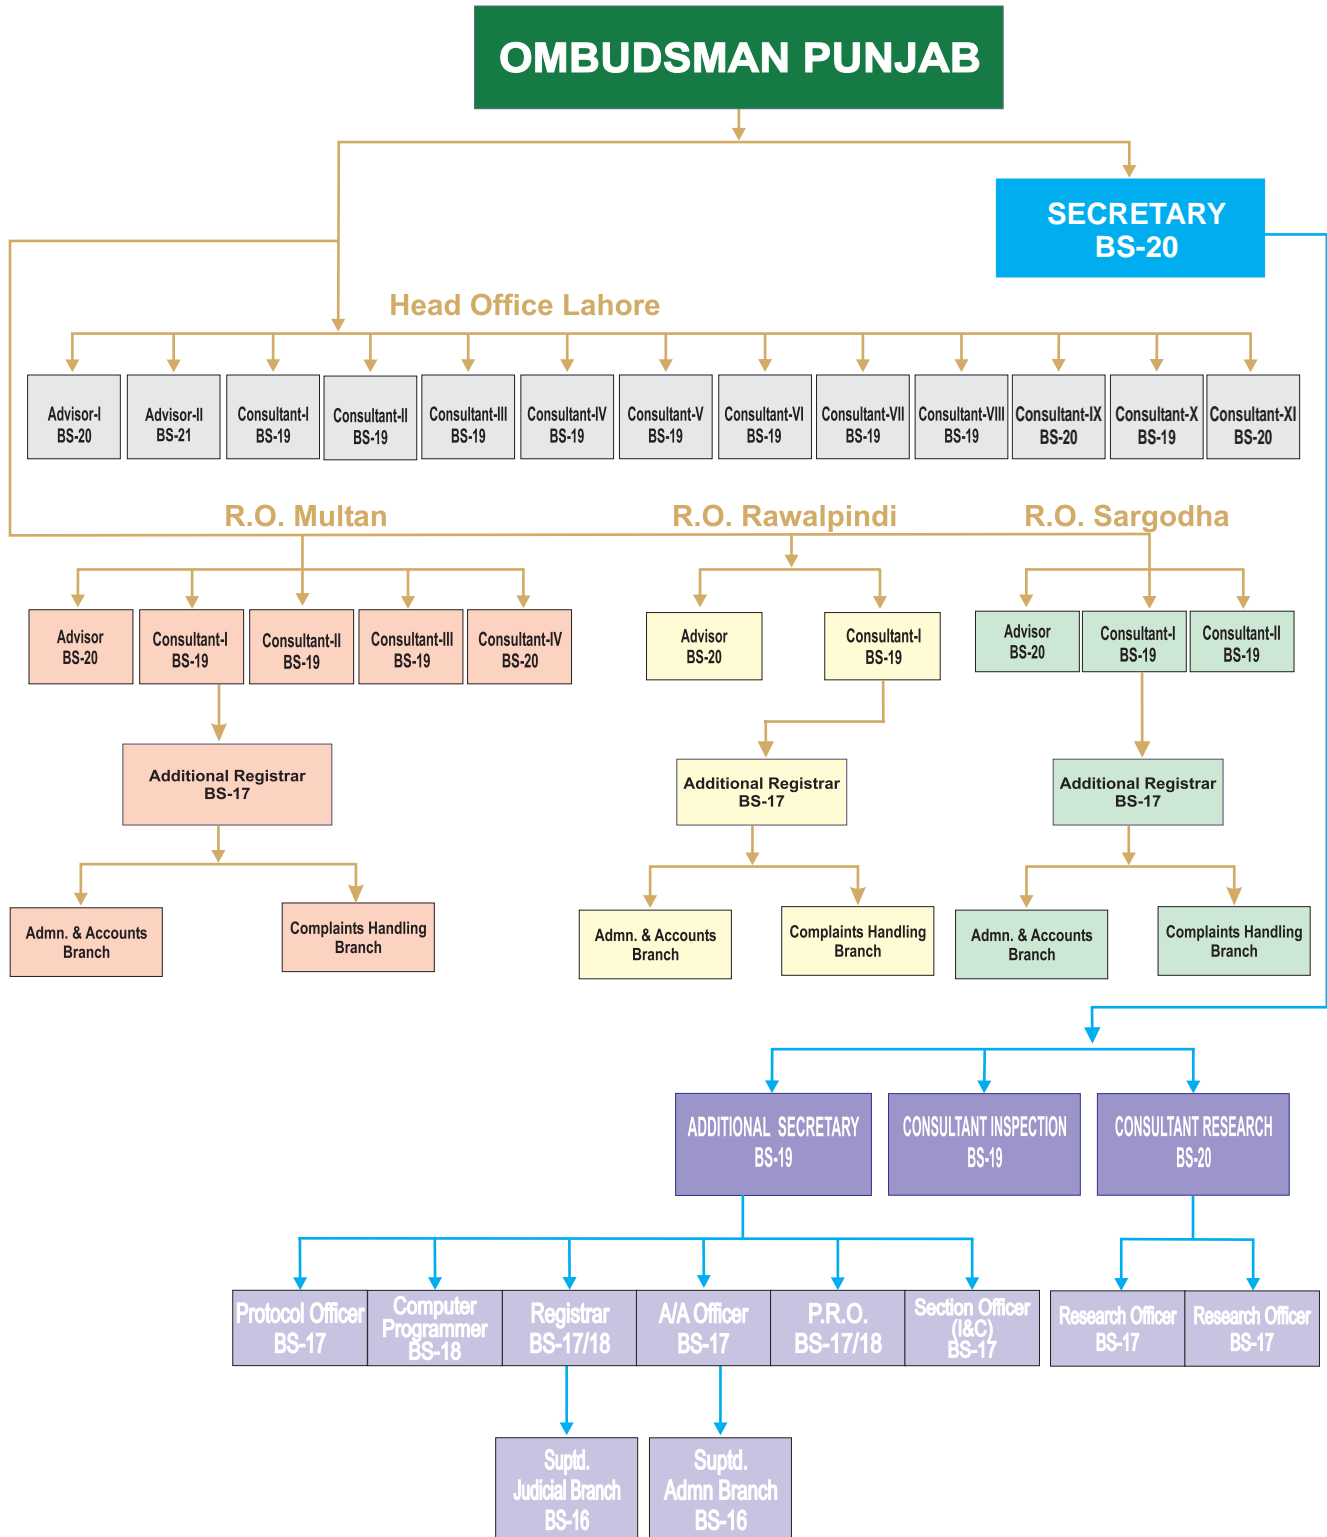 OMBUDSMAN PUNJAB
SECRETARY
BS-20
Head Office Lahore
Advisor-I
BS-20
Advisor-II
BS-21
Consultant-I
BS-19
Consultant-II
BS-19
Consultant-III
BS-19
Consultant-IV
BS-19
Consultant-V
BS-19
Consultant-VI
BS-19
Consultant-VII
BS-19
Consultant-VIII
BS-19
Consultant-IX
BS-20
Consultant-X
BS-19
Consultant-XI
BS-20
R.O. Multan
R.O. Rawalpindi
R.O. Sargodha
Advisor
BS-20
Consultant-I
BS-19
Consultant-II
BS-19
Consultant-III
BS-19
Consultant-IV
BS-20
Advisor
BS-20
Consultant-I
BS-19
Advisor
BS-20
Consultant-I
BS-19
Consultant-II
BS-19
Additional Registrar
BS-17
Additional Registrar
BS-17
Additional Registrar
BS-17
Admn. & Accounts
Branch
Complaints Handling
Branch
Admn. & Accounts
Branch
Complaints Handling
Branch
Admn. & Accounts
Branch
Complaints Handling
Branch
ADDITIONAL SECRETARY
BS-19
CONSULTANT INSPECTION
BS-19
CONSULTANT RESEARCH
BS-20
Protocol Officer
BS-17
Computer
Programmer
BS-18
Registrar
BS-17/18
A/A Officer
BS-17
P.R.O.
BS-17/18
Section Officer
(I&C)
BS-17
Research Officer
BS-17
Research Officer
BS-17
Suptd.
Judicial Branch
BS-16
Suptd.
Admn Branch
BS-16